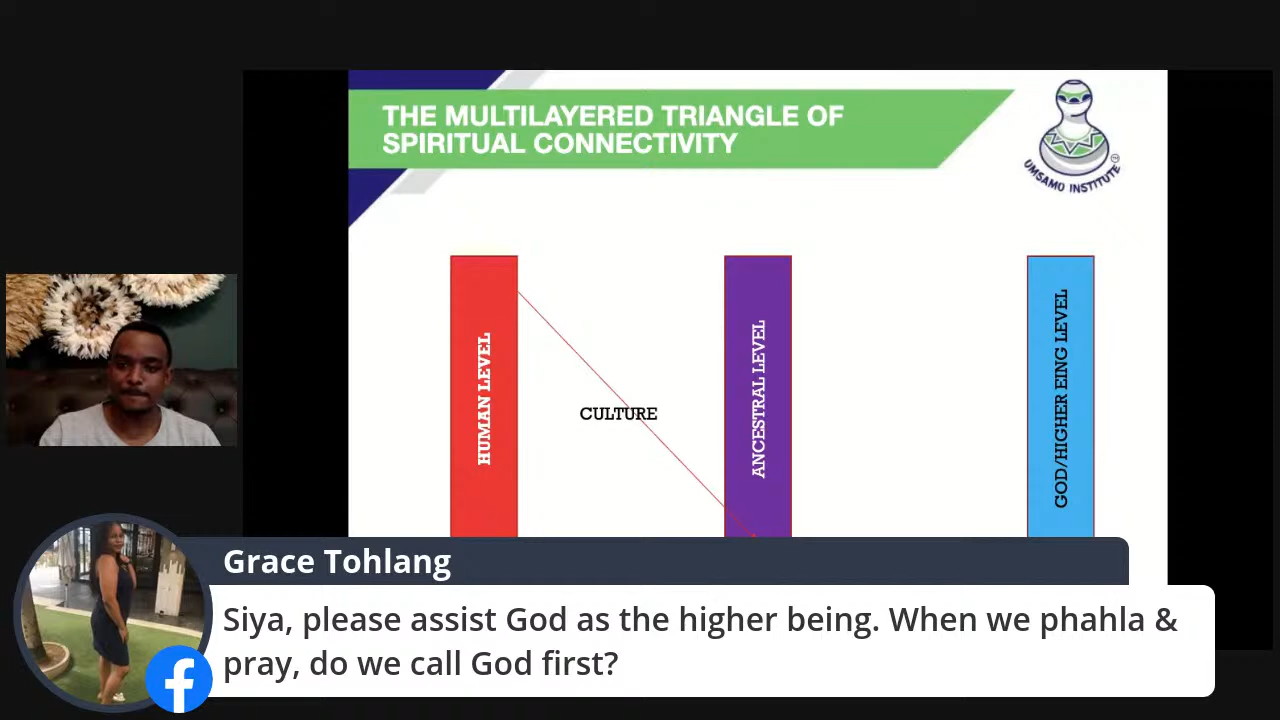 THE MULTILAYERED TRIANGLE OF
SPIRITUAL CONNECTIVITY
UMSAMO INSTITUTE
TM
HUMAN LEVEL
CULTURE
ANCESTRAL LEVEL
GOD/HIGHER EING LEVEL
Grace Tohlang
Siya, please assist God as the higher being. When we phahla &
pray, do we call God first?